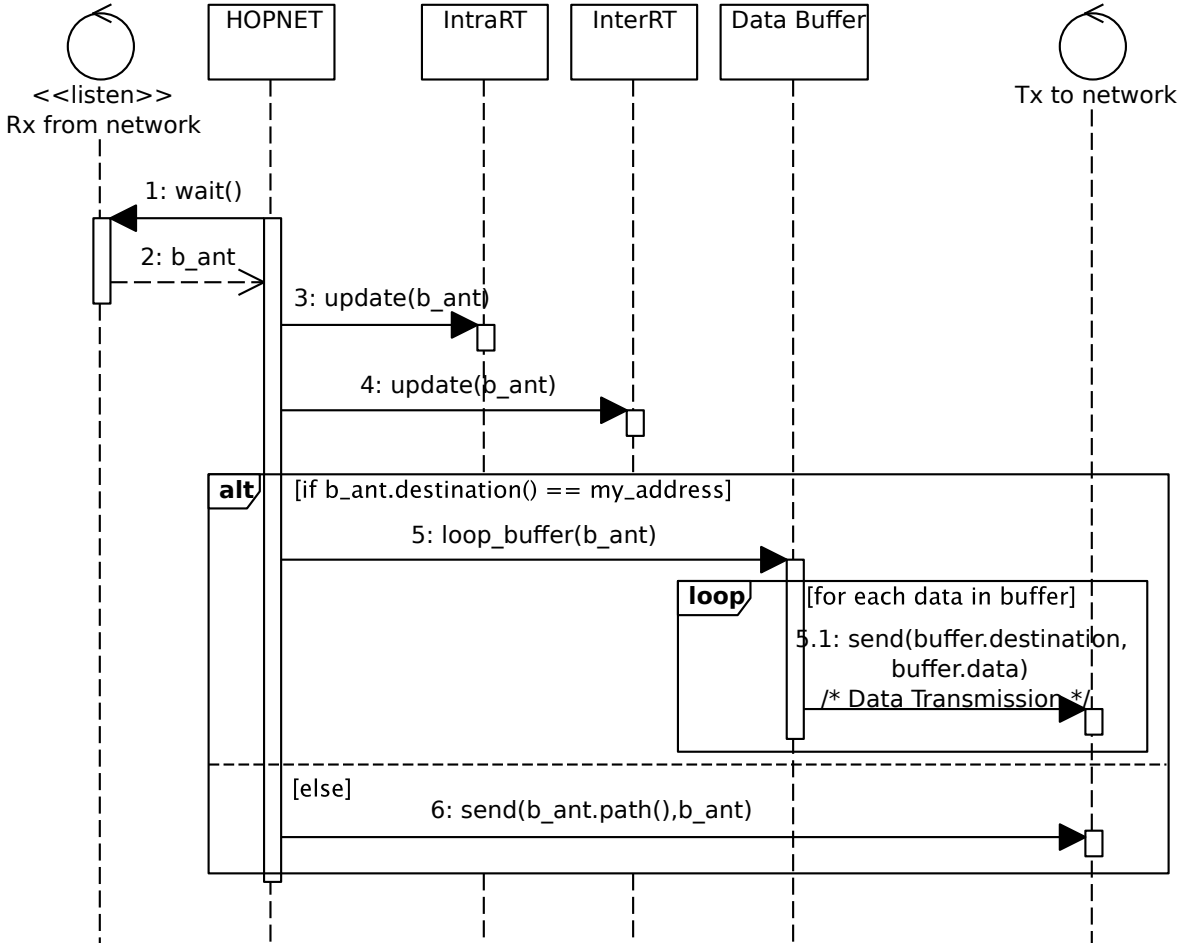 HOPNET
IntraRT
InterRT
Data Buffer
<<listen>>
Rx from network
Tx to network
1: wait()
2: b_ant
3: update(b_ant)
4: update(b_ant)
alt
[if b_ant.destination() == my_address]
5: loop_buffer(b_ant)
loop
[for each data in buffer]
5.1: send(buffer.destination,
buffer.data)
/* Data Transmission */
[else]
6: send(b_ant.path(),b_ant)